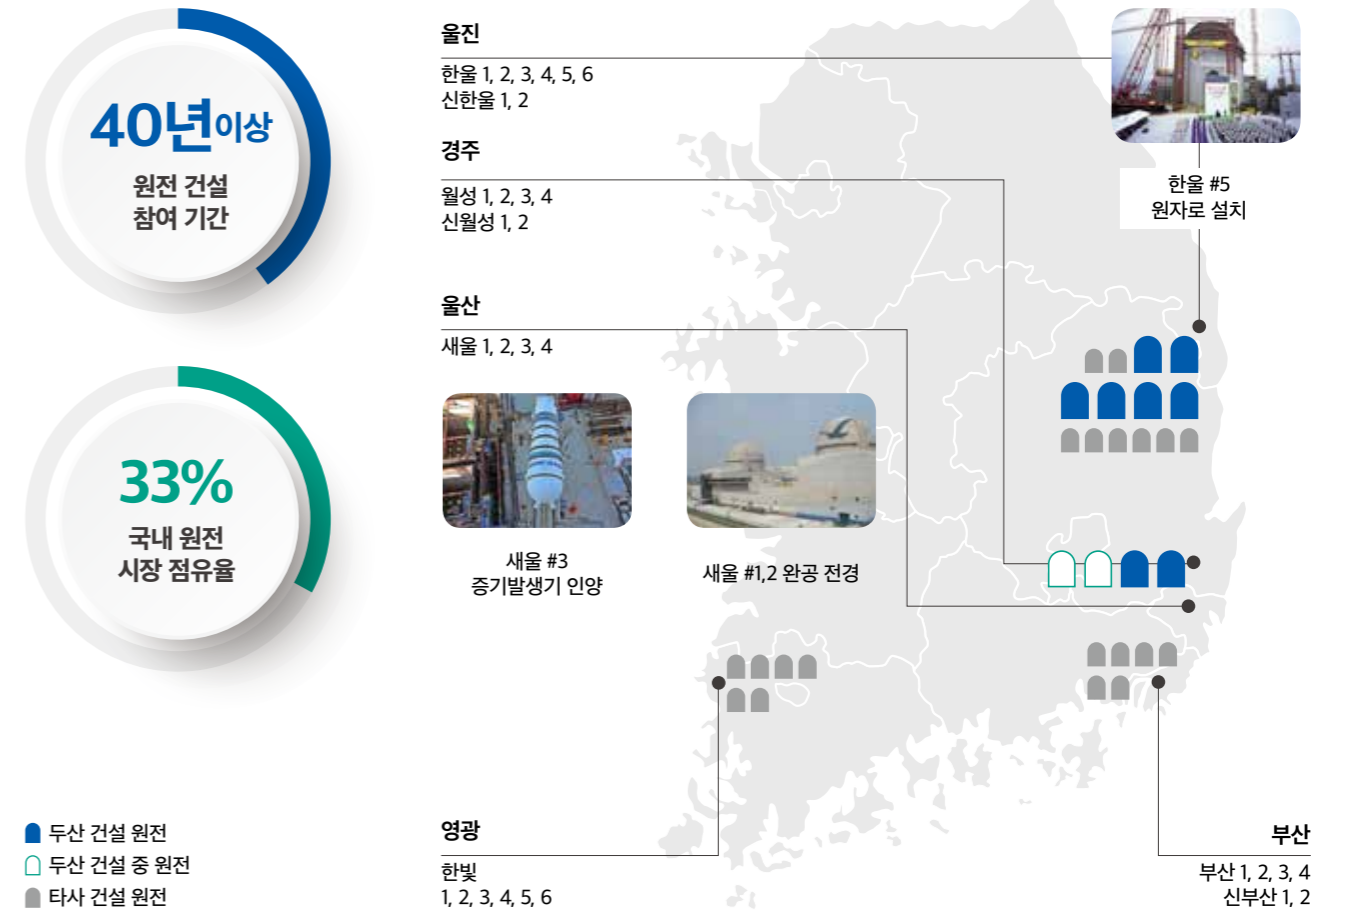 40년이상
원전 건설
참여 기간
33%
국내 원전
시장 점유율
두산 건설 원전
두산 건설 중 원전
타사 건설 원전
울진
한울 1, 2, 3, 4, 5, 6
신한울 1, 2
경주
월성 1, 2, 3, 4
신월성 1, 2
울산
새울 1, 2, 3, 4
새울 #3
증기발생기 인양
새울 #1,2 완공 전경
한울 #5
원자로 설치
영광
한빛
1, 2, 3, 4, 5, 6
부산
부산 1, 2, 3, 4
신부산 1, 2